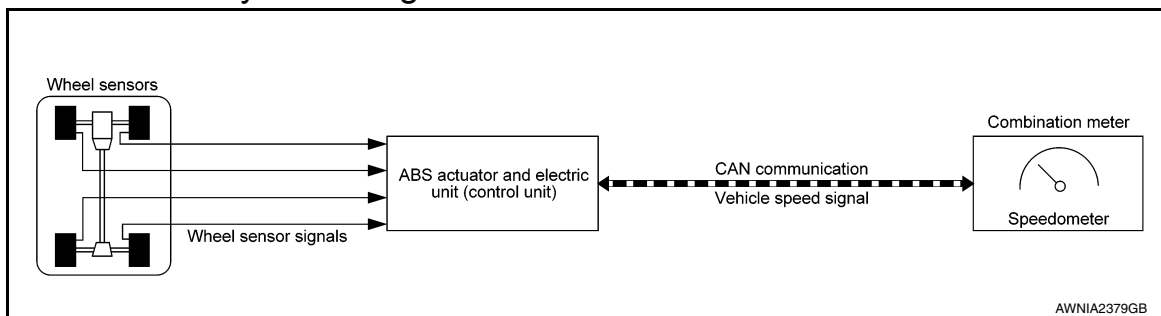 Wheel sensors
Wheel sensor signals
ABS actuator and electric
unit (control unit)
CAN communication
Vehicle speed signal
Combination meter
Speedometer
AWNIA2379GB